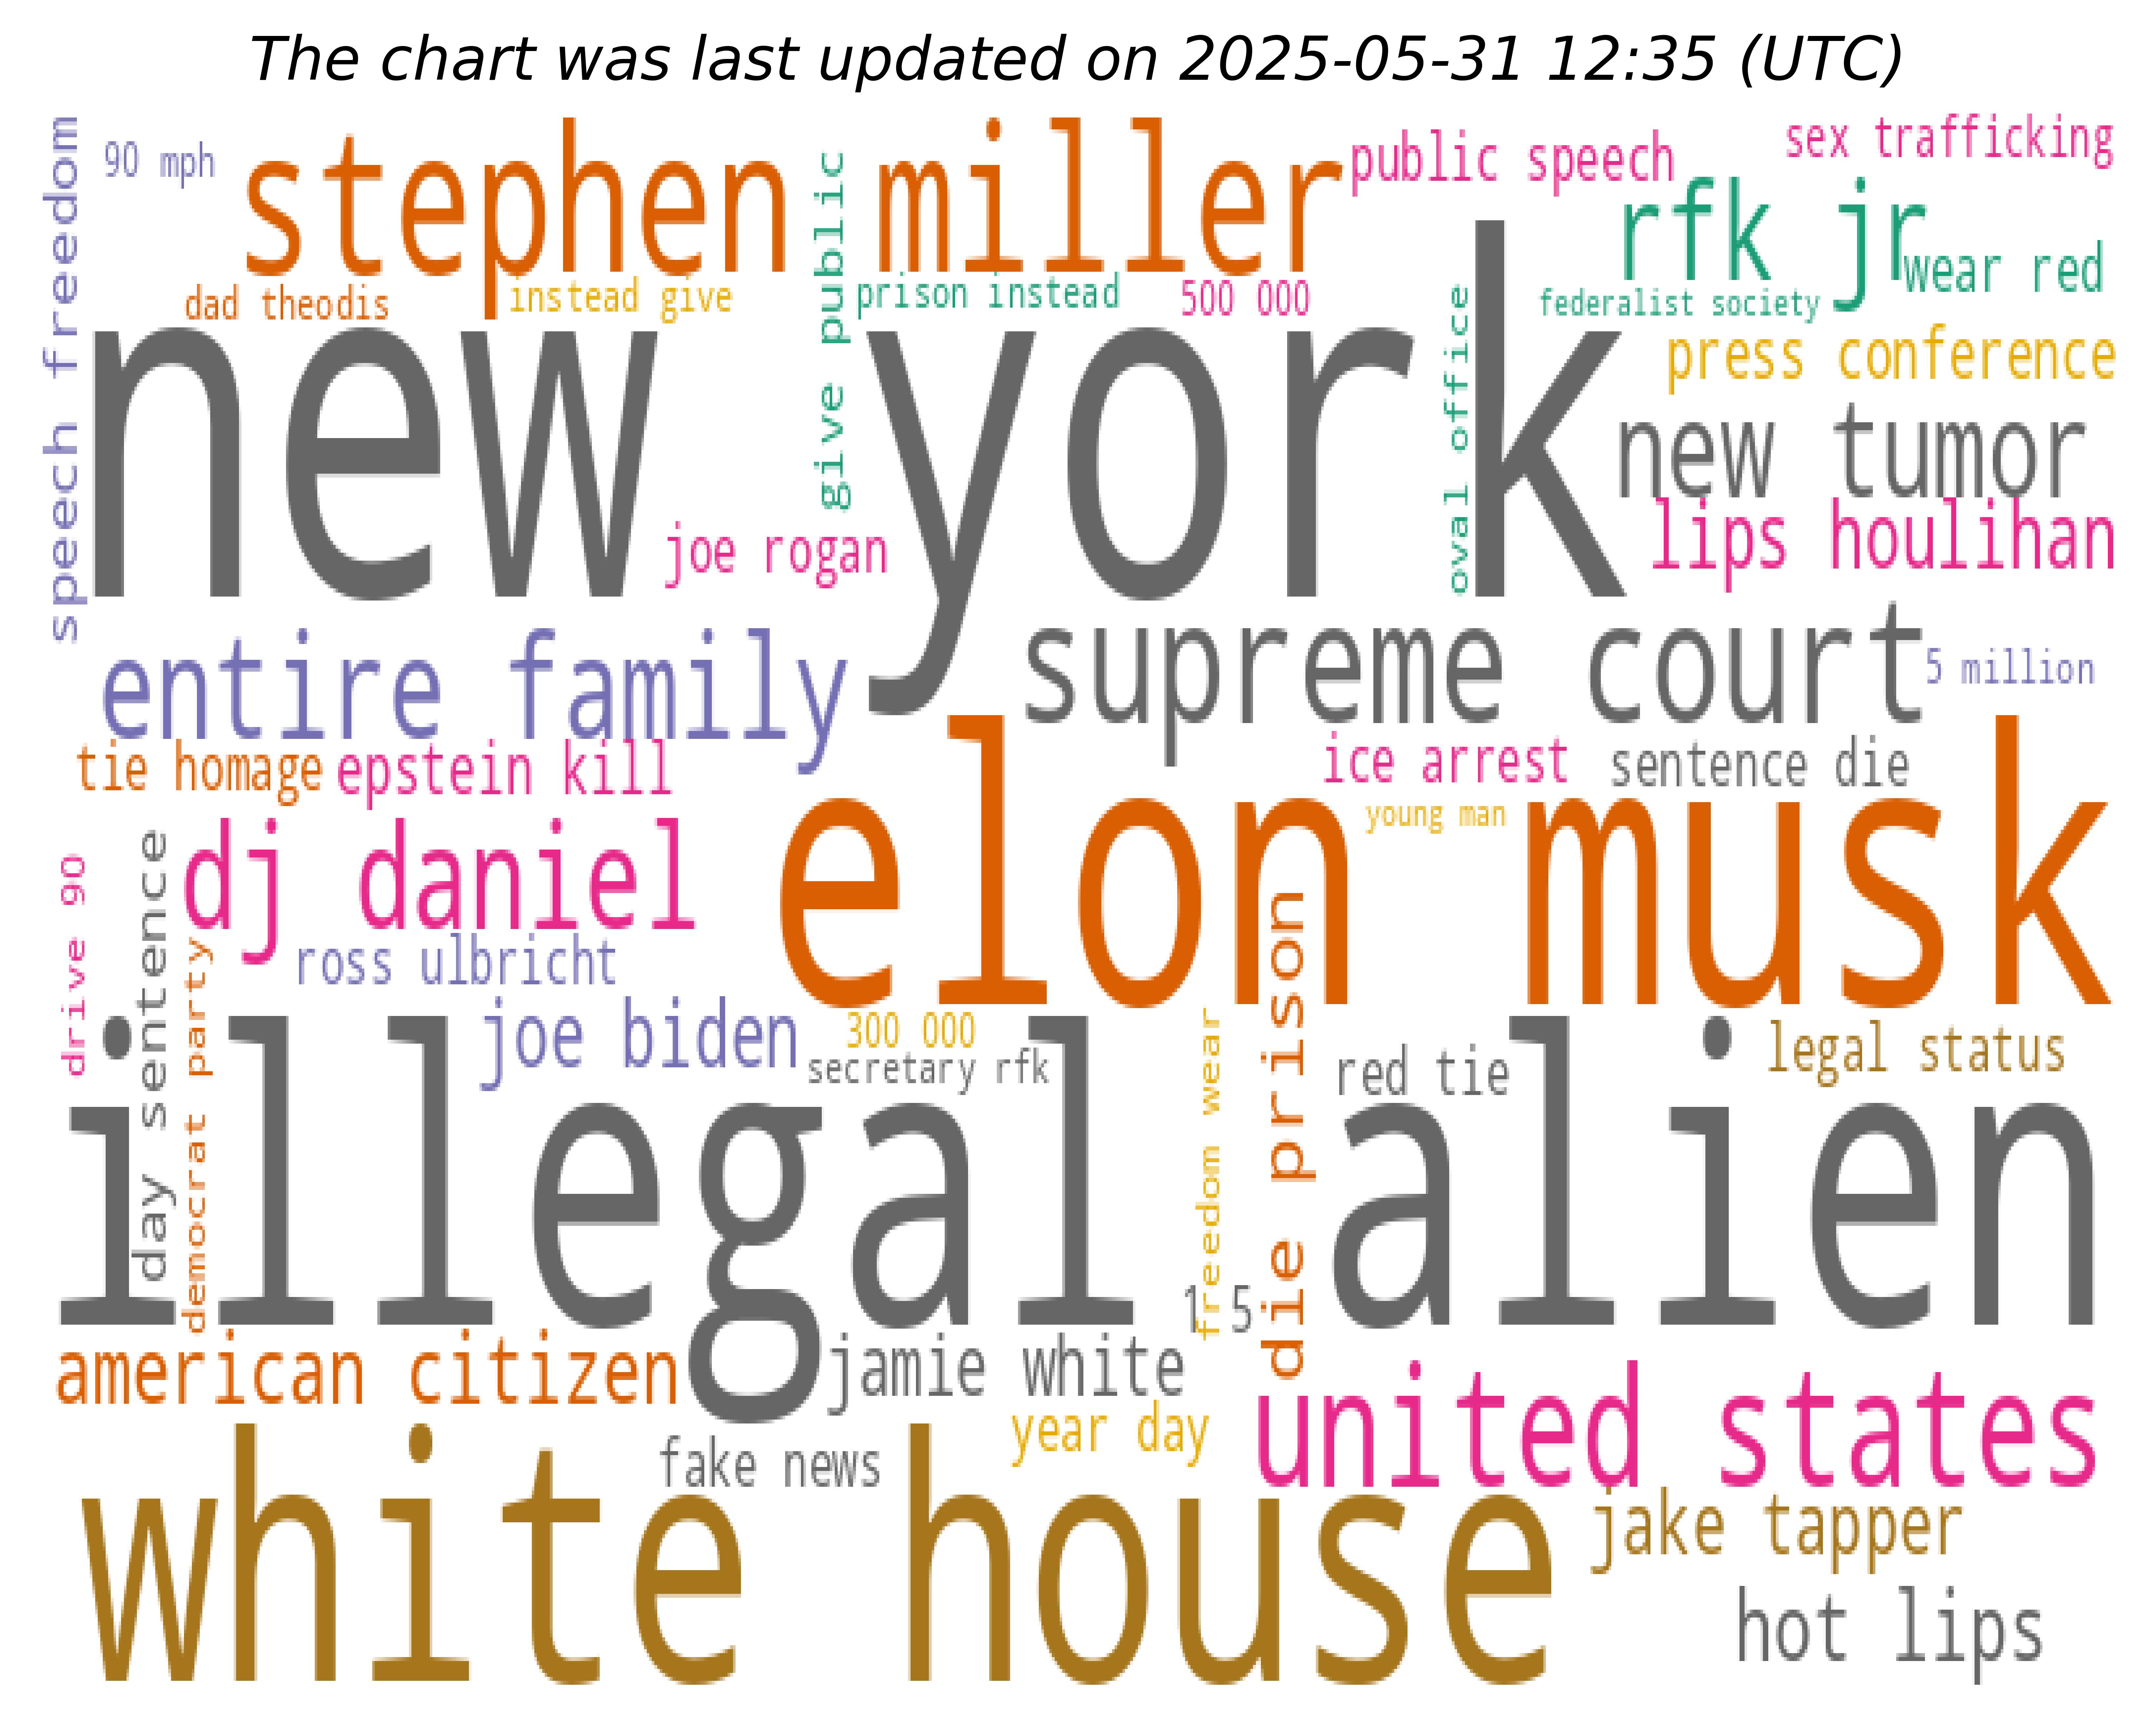 The chart was last updated on 2025-05-31 12:35 (UTC)
speech freedom
90 mph
stephen miller
give public
public speech
sex trafficking
rfk jr
wear red
dad theodis
instead give
prison instead
500 000
oval office
federalist society
press conference
new york
new tumor
lips houlihan
joe rogan
entire family
supreme court
5 million
tie homage
epstein kill
ice arrest
sentence die
elon musk
young man
dj daniel
drive 90
day sentence
democrat party
ross ulbricht
joe biden
300 000
secretary rfk
freedom wear
die prison
red tie
legal status
illegal alien
1 5
american citizen
jamie white
year day
united states
fake news
white house
jake tapper
hot lips